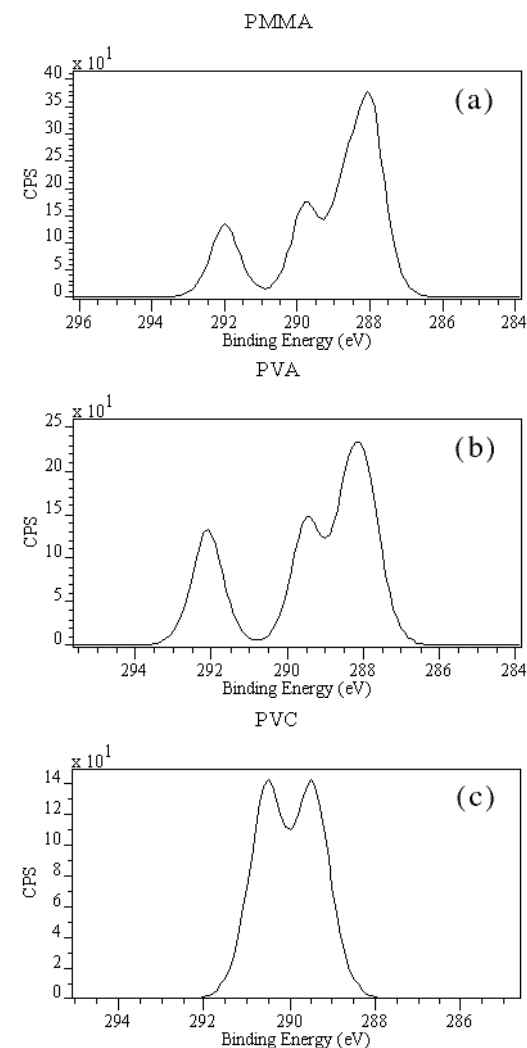 PMMA
x 10^1
40
35
30
25
20
15
10
5
0
CPS
(a)
296 294 292 290 288 286 284
Binding Energy (eV)
PVA
x 10^1
25
20
15
10
5
0
CPS
(b)
294 292 290 288 286 284
Binding Energy (eV)
PVC
x 10^1
14
12
10
8
6
4
2
0
CPS
(c)
294 292 290 288 286
Binding Energy (eV)